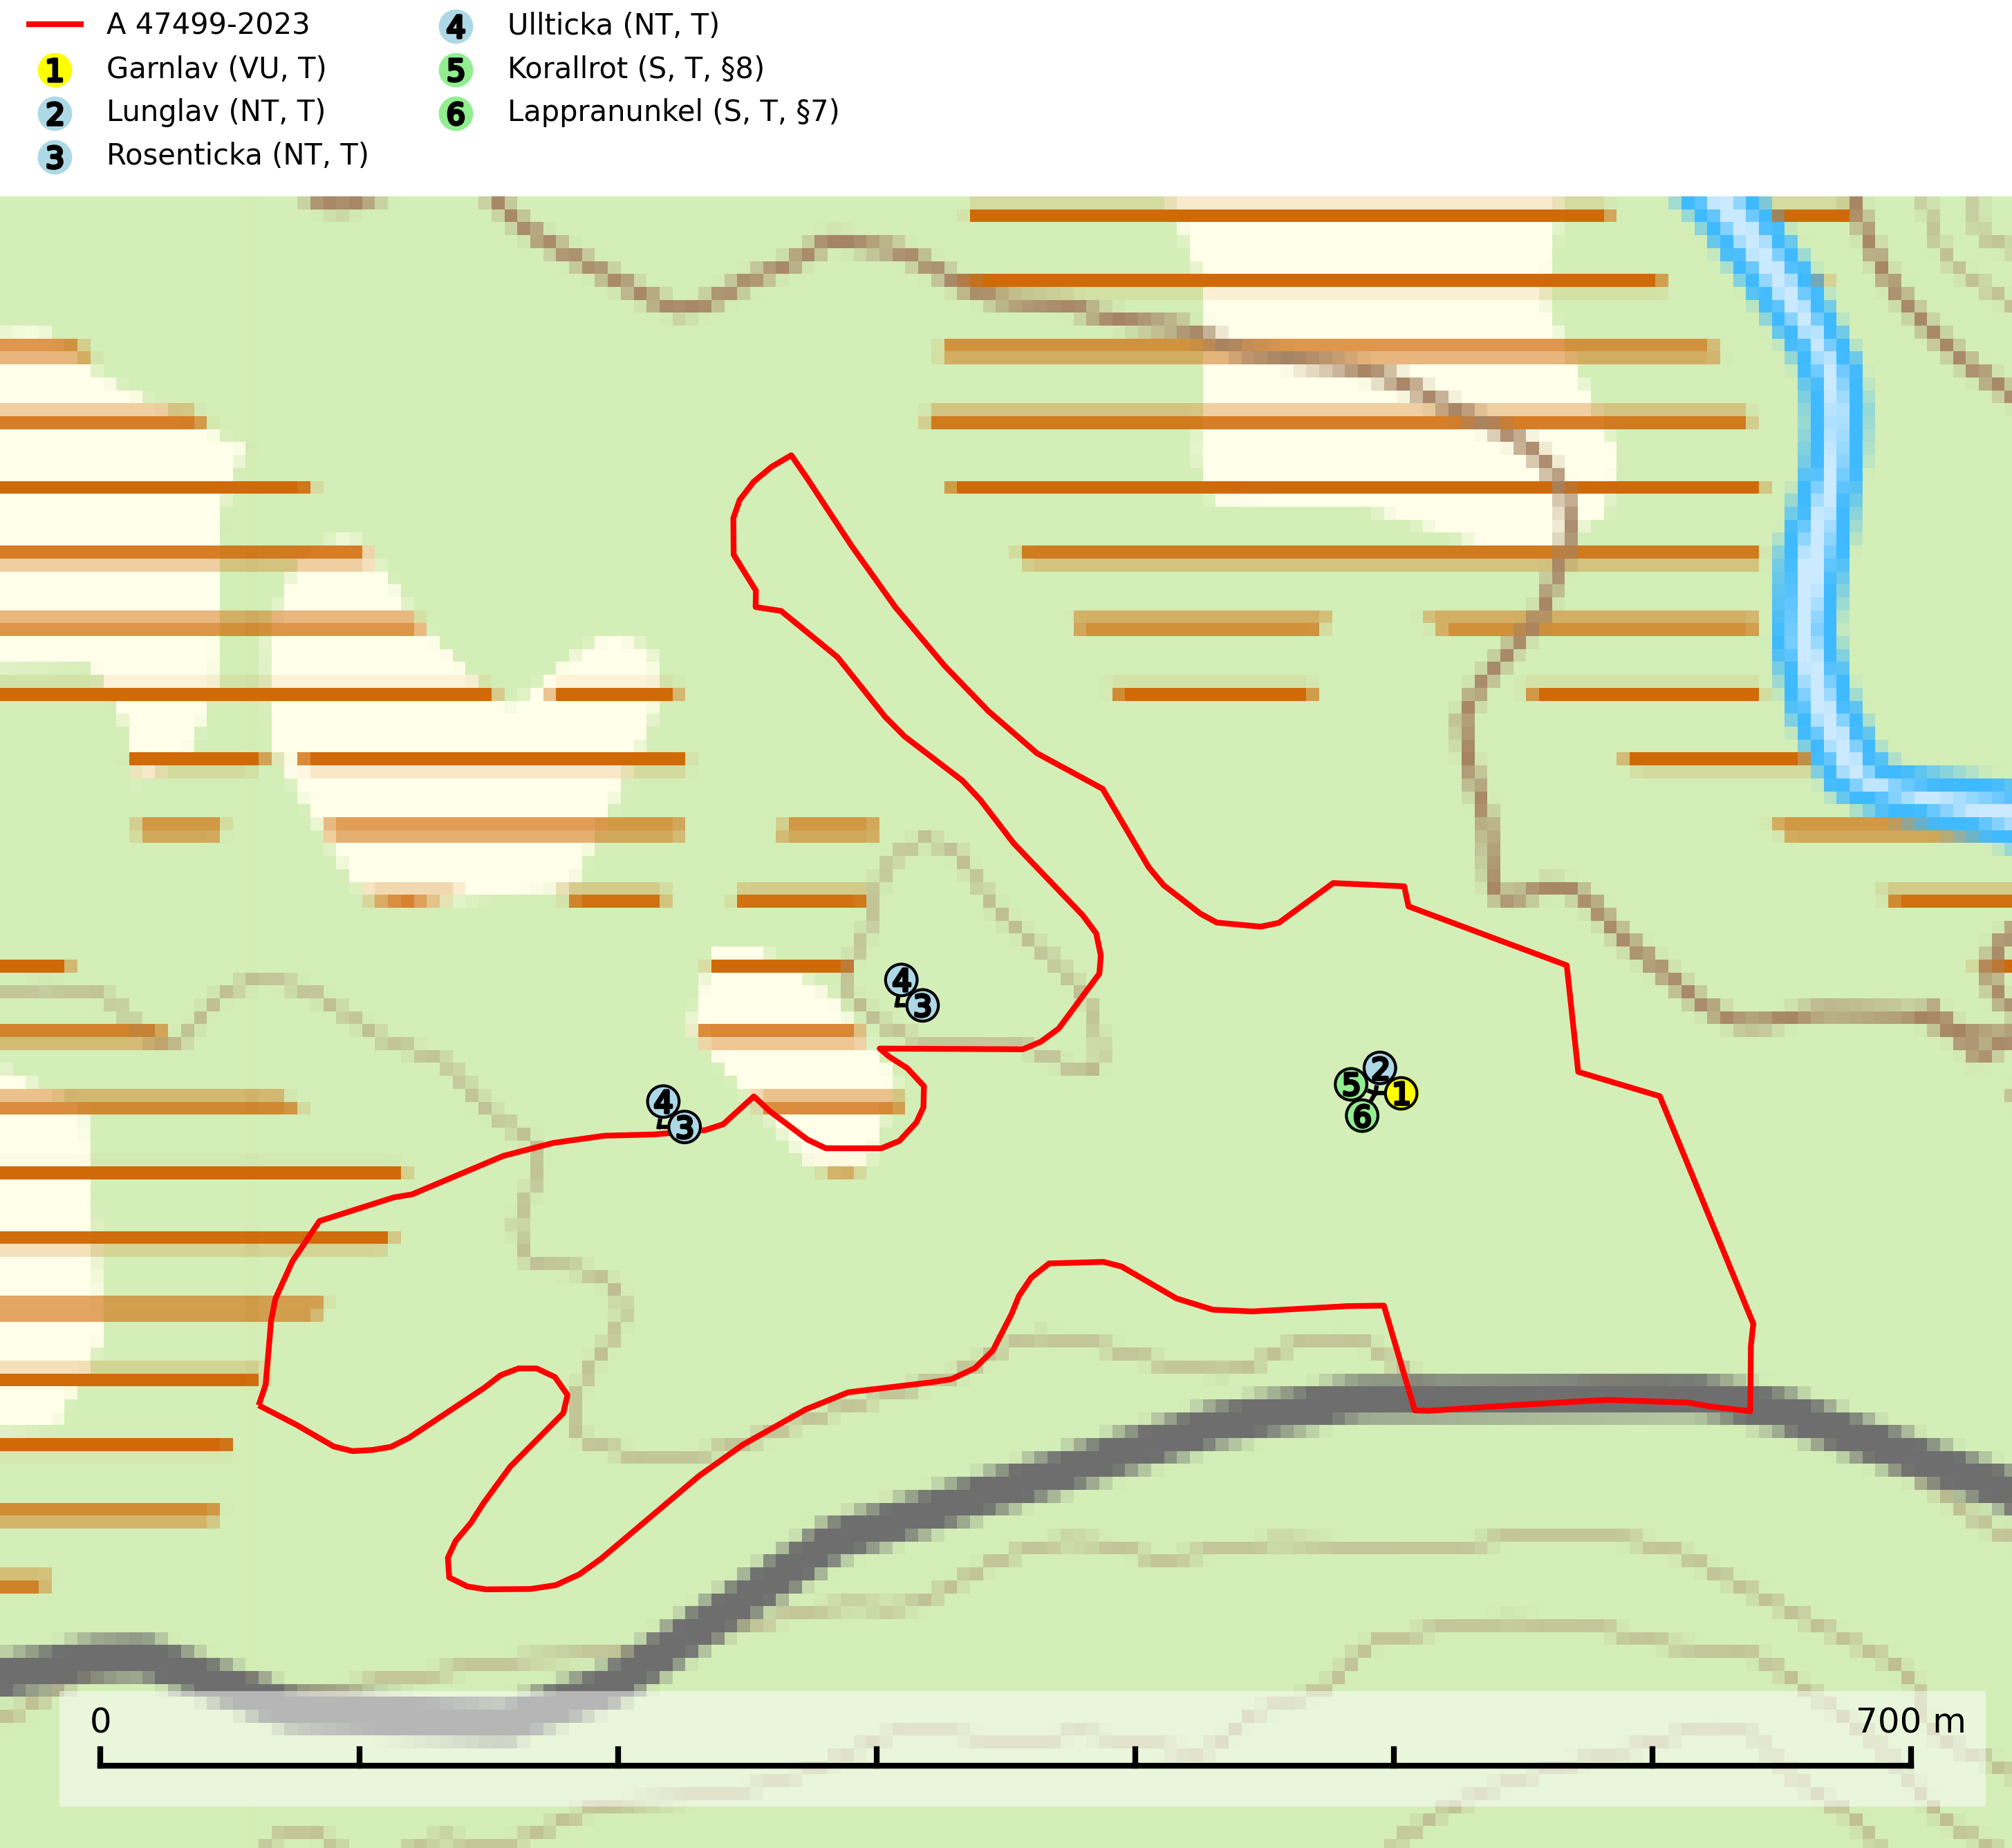 A 47499-2023
1 Garnlav (VU, T)
2 Lunglav (NT, T)
3 Rosenticka (NT, T)
4 Ullticka (NT, T)
5 Korallrot (S, T, §8)
6 Lappranunkel (S, T, §7)
4
3
2
5
1
6
4
3
0
700 m